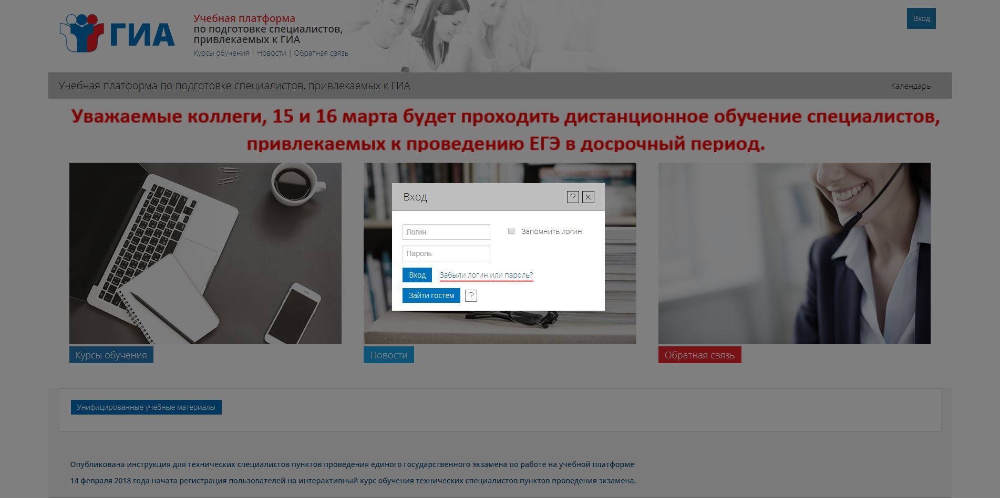 ГИА
Учебная платформа
по подготовке специалистов,
привлекаемых к ГИА
Курсы обучения | Новости | Обратная связь
Вход
Учебная платформа по подготовке специалистов, привлекаемых к ГИА
Календарь
Уважаемые коллеги, 15 и 16 марта будет проходить дистанционное обучение специалистов,
привлекаемых к проведению ЕГЭ в досрочный период.
Вход
?
Логин
Запомнить логин
Пароль
Вход
Забыли логин или пароль?
Зайти гостем
?
Курсы обучения
Новости
Обратная связь
Унифицированные учебные материалы
Опубликована инструкция для технических специалистов пунктов проведения единого государственного экзамена по работе на учебной платформе
14 февраля 2018 года начата регистрация пользователей на интерактивный курс обучения технических специалистов пунктов проведения экзамена.